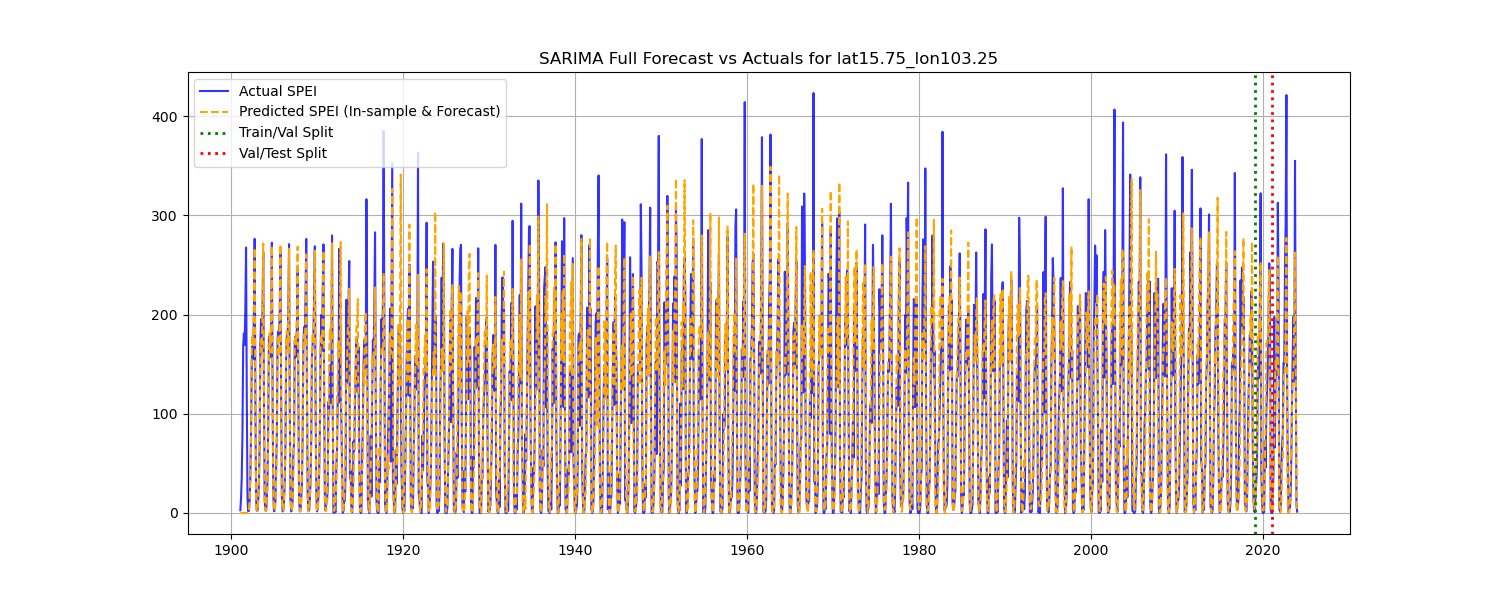 SARIMA Full Forecast vs Actuals for lat15.75_lon103.25
Actual SPEI
Predicted SPEI (In-sample & Forecast)
Train/Val Split
Val/Test Split
400
300
200
100
0
1900 1920 1940 1960 1980 2000 2020